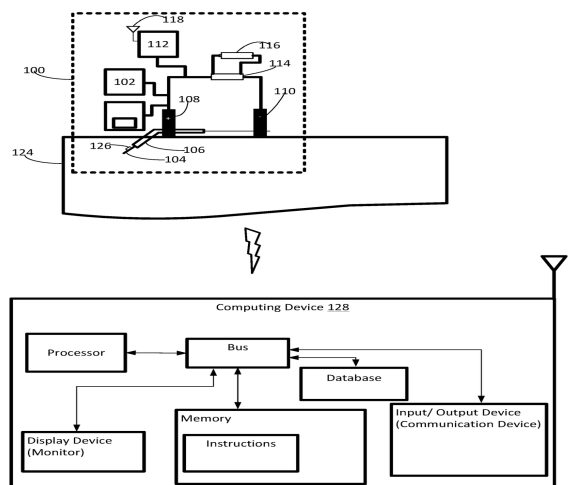 118
112
116
100
114
102
108
110
124
126
106
104
Computing Device 128
Processor
Bus
Database
Display Device
(Monitor)
Memory
Instructions
Input/ Output Device
(Communication Device)